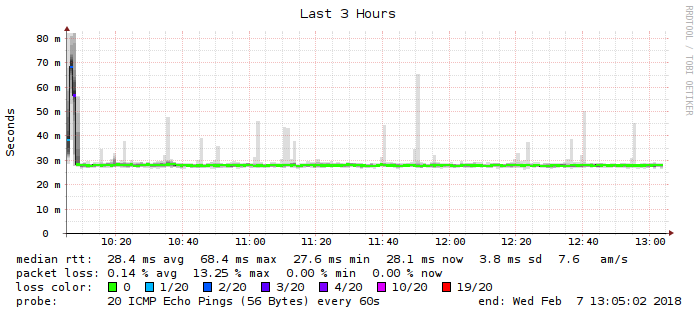 Last 3 Hours
RRDTOOL / TOBI OETIKER
Seconds
80 m
70 m
60 m
50 m
40 m
30 m
20 m
10 m
0
10:20 10:40 11:00 11:20 11:40 12:00 12:20 12:40 13:00
median rtt: 28.4 ms avg 68.4 ms max 27.6 ms min 28.1 ms now 3.8 ms sd 7.6 am/s
packet loss: 0.14 % avg 13.25 % max 0.00 % min 0.00 % now
loss color: 0 1/20 2/20 3/20 4/20 10/20 19/20
probe: 20 ICMP Echo Pings (56 Bytes) every 60s end: Wed Feb 7 13:05:02 2018